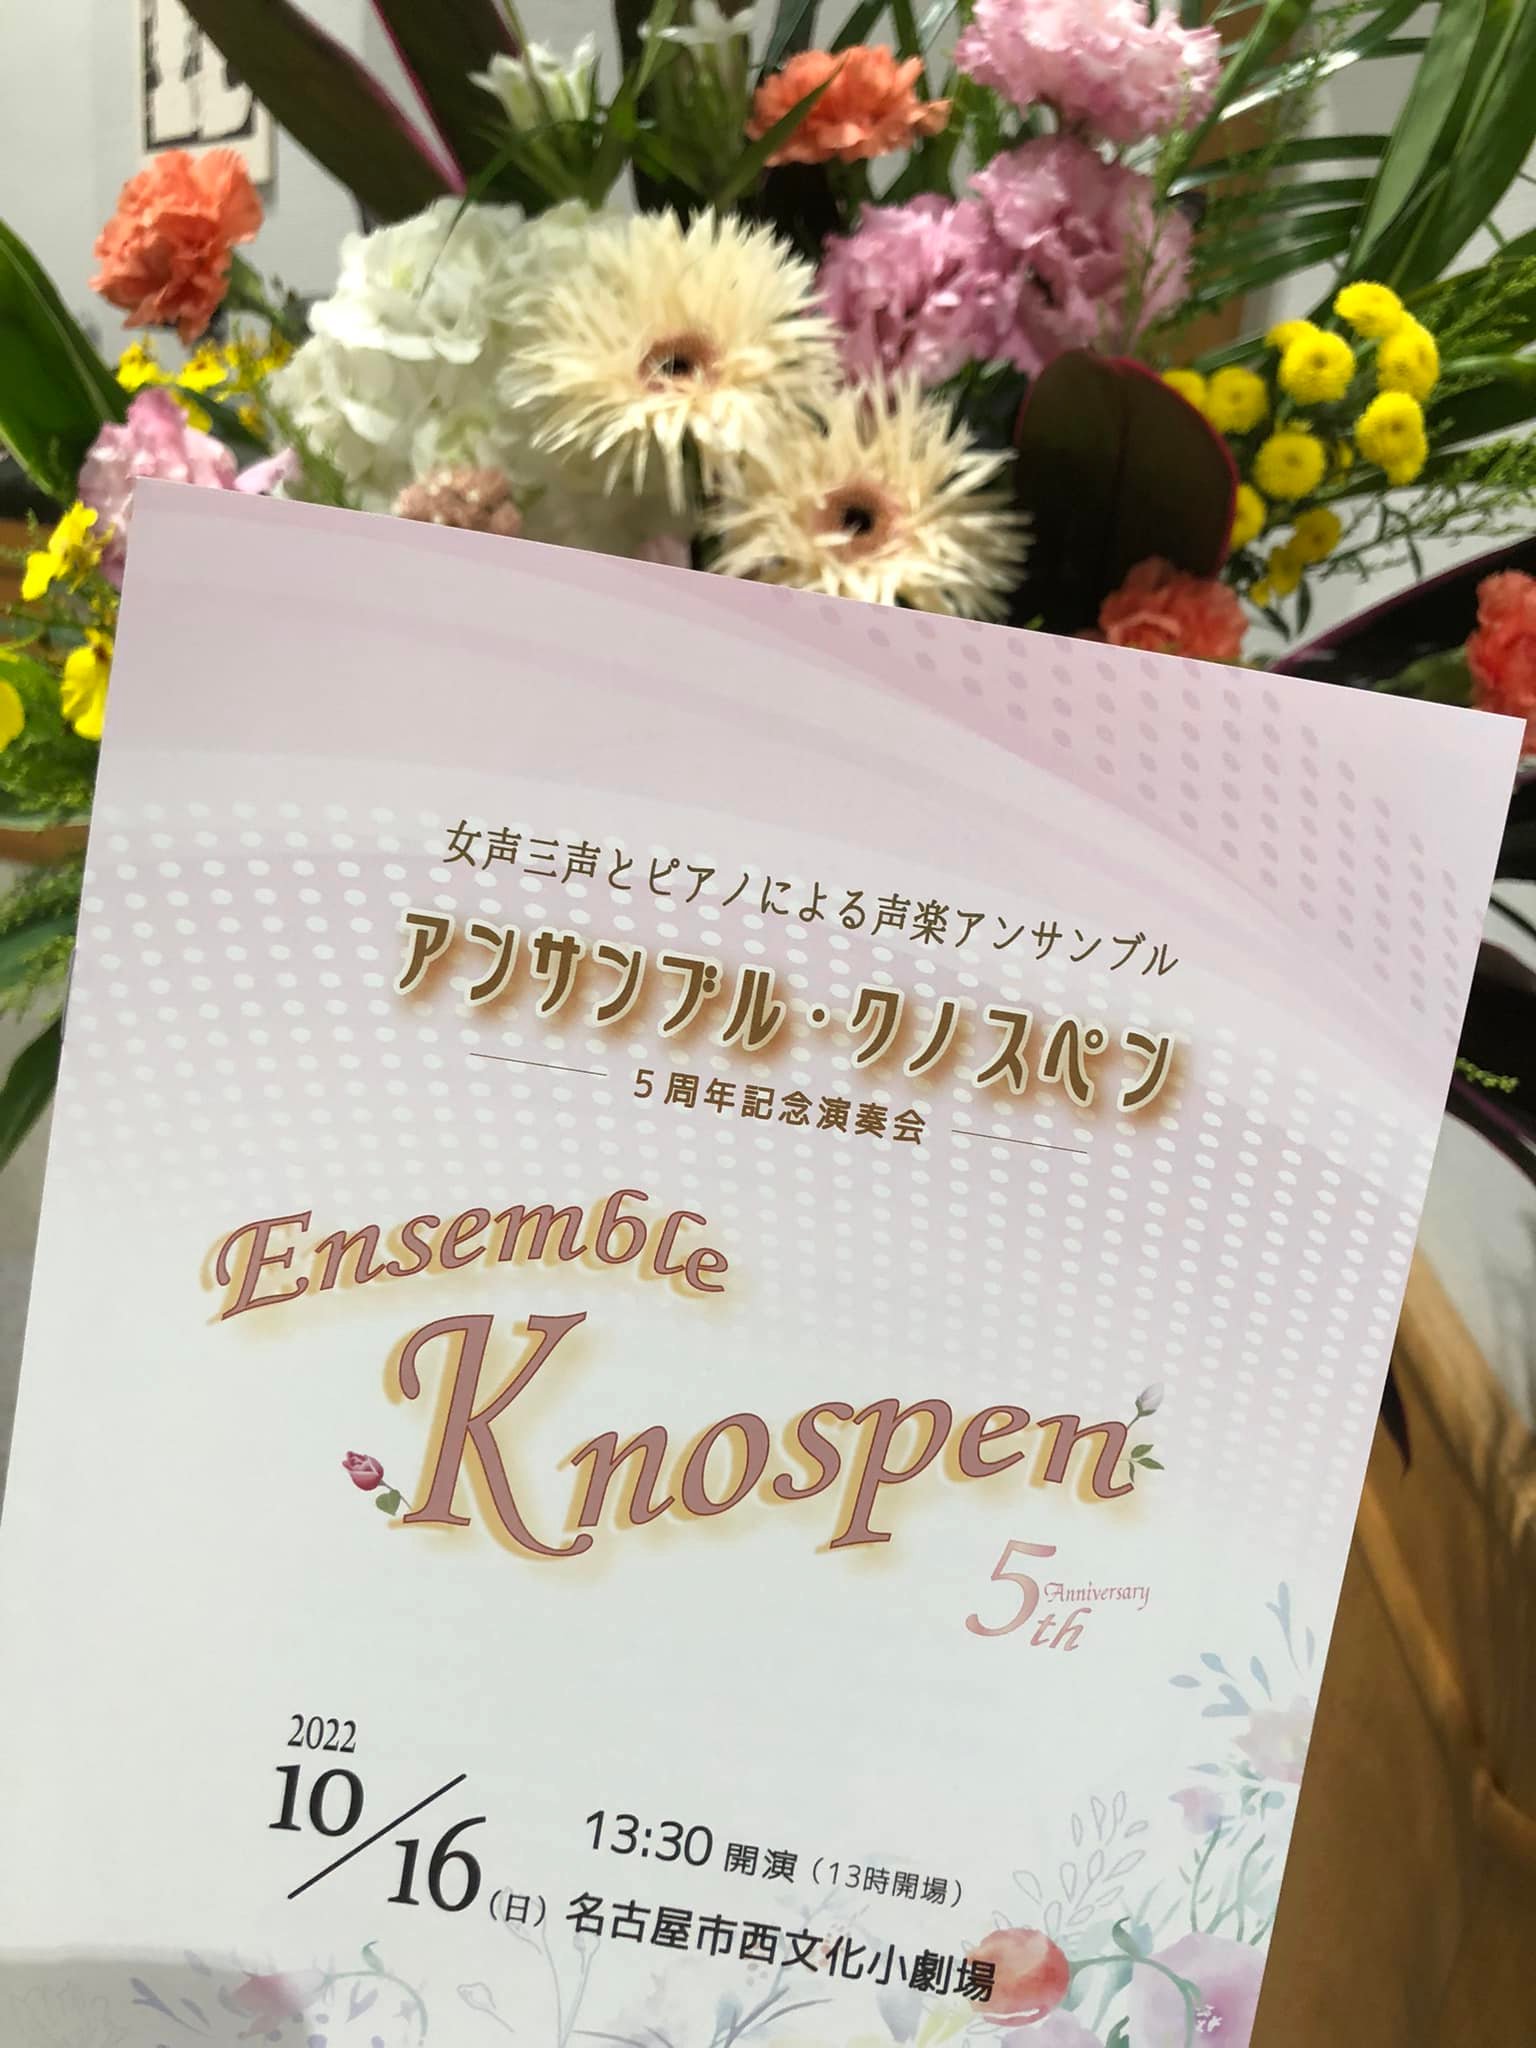 女声三声とピアノによる声楽アンサンブル
アンサンブル・クノスペン
5周年記念演奏会
Ensemble
Knospen
5th Anniversary
2022
10/16(日)
13:30開演(13時開場)
名古屋市西文化小劇場